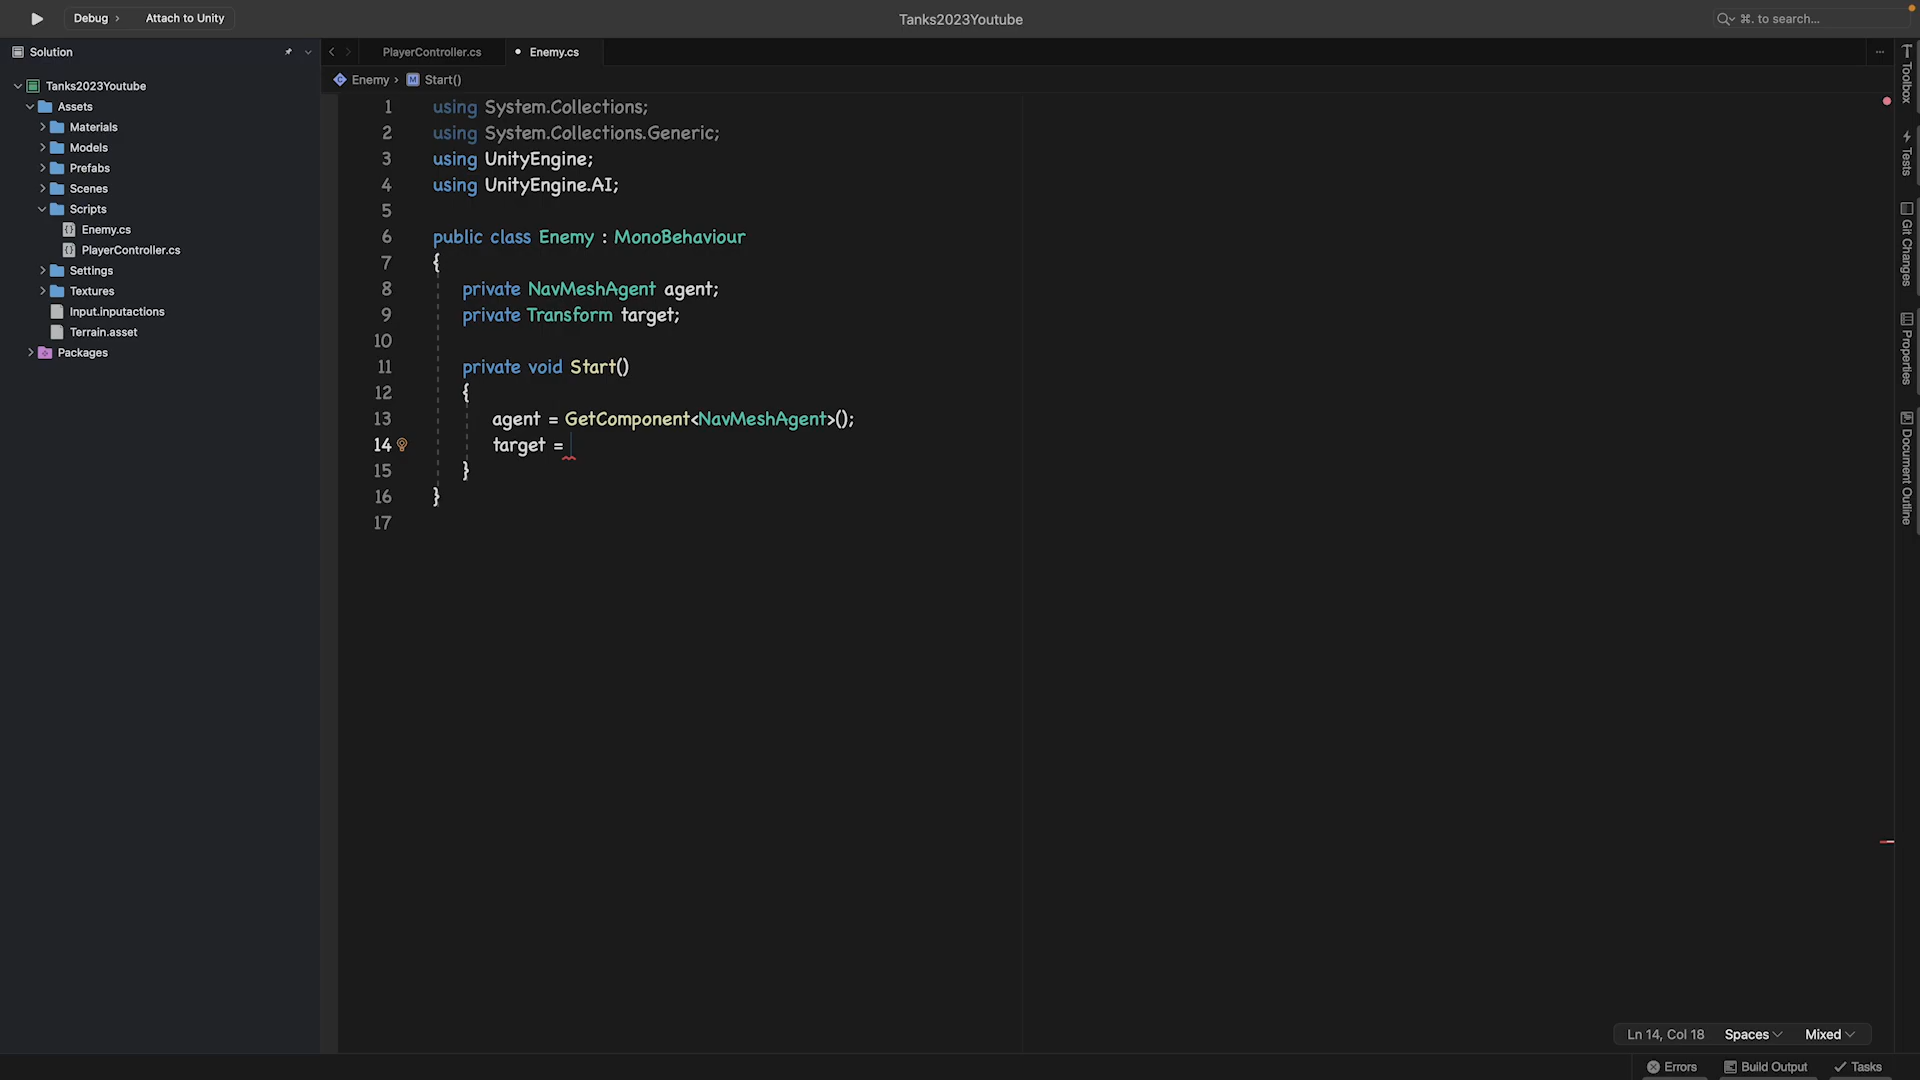 Debug
Attach to Unity
Tanks2023Youtube
⌘. to search...
Solution
PlayerController.cs
Enemy.cs
Enemy
Start()
Tanks2023Youtube
Assets
Materials
Models
Prefabs
Scenes
Scripts
Enemy.cs
PlayerController.cs
Settings
Textures
Input.inputactions
Terrain.asset
Packages
1 using System.Collections;
2 using System.Collections.Generic;
3 using UnityEngine;
4 using UnityEngine.AI;
5
6 public class Enemy : MonoBehaviour
7 {
8 private NavMeshAgent agent;
9 private Transform target;
10
11 private void Start()
12 {
13 agent = GetComponent<NavMeshAgent>();
14 target =
15 }
16 }
17
Toolbox
Tests
Git Changes
Properties
Document Outline
Ln 14, Col 18
Spaces
Mixed
Errors
Build Output
Tasks